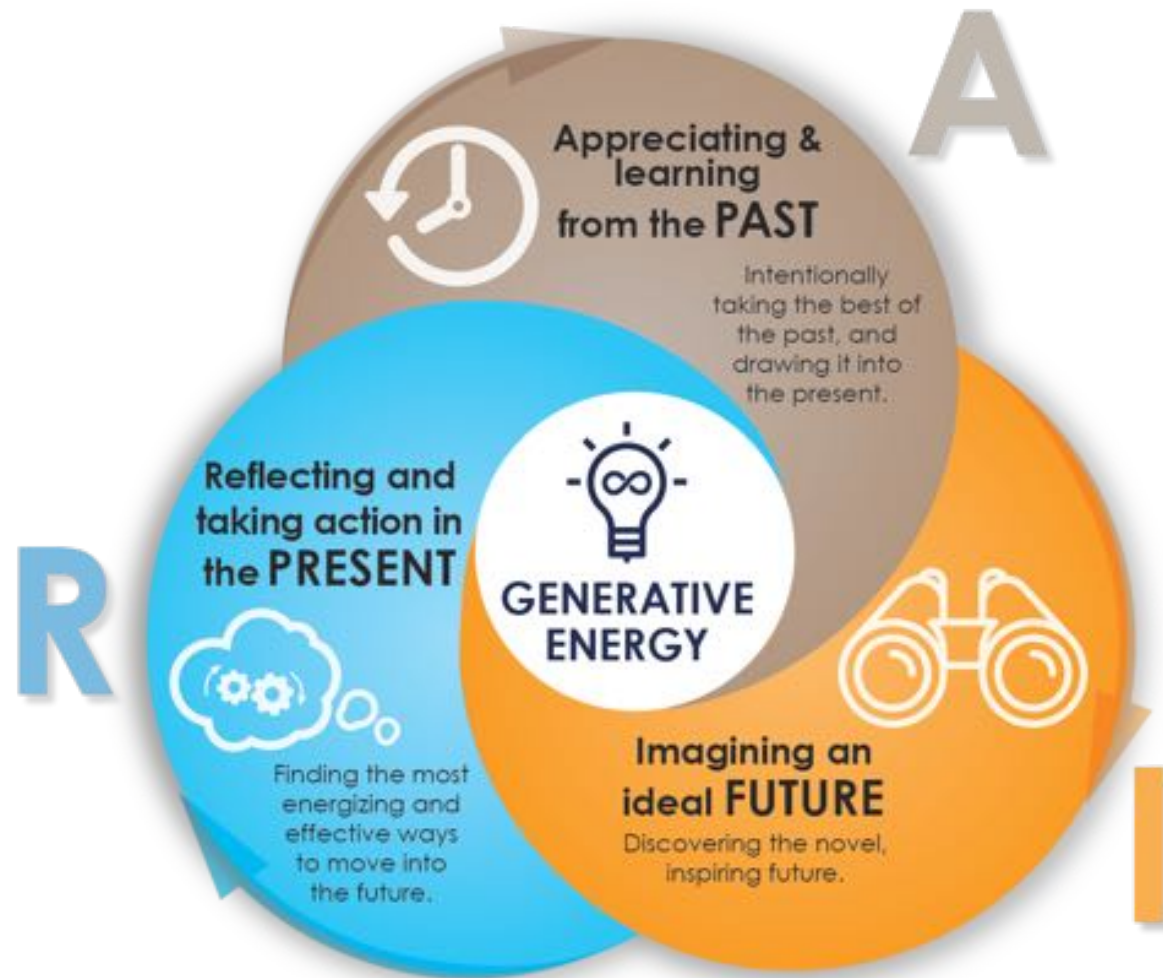 A
Appreciating &
learning
from the PAST
Intentionally
taking the best of
the past, and
drawing it into
the present.
Reflecting and
taking action in
the PRESENT
R
Finding the most
energizing and
effective ways
to move into
the future.
GENERATIVE
ENERGY
Imagining an
ideal FUTURE
Discovering the novel,
inspiring future.
I